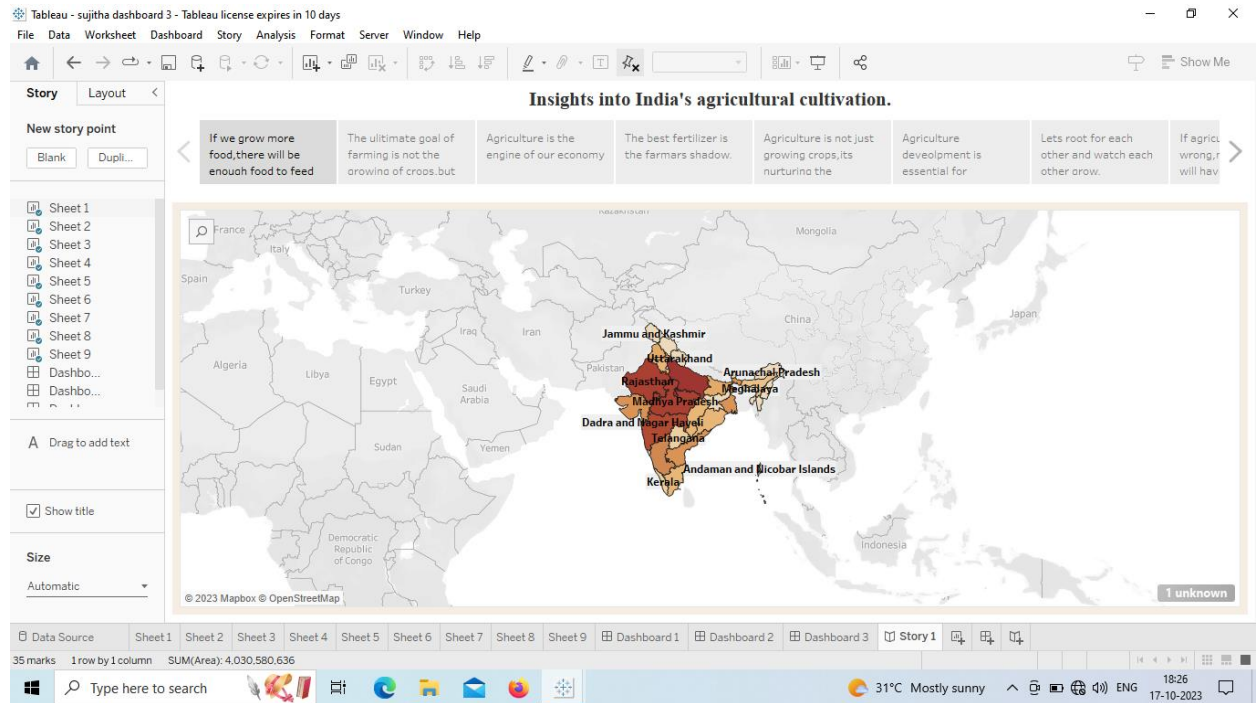 Tableau - sujitha dashboard 3 - Tableau license expires in 10 days
File Data Worksheet Dashboard Story Analysis Format Server Window Help
Show Me
Story Layout
Insights into India's agricultural cultivation.
New story point
Blank Dupli...
If we grow more
food,there will be
enough food to feed
The ulitimate goal of
farming is not the
growing of crops,but
Agriculture is the
engine of our economy
The best fertilizer is
the farmars shadow.
Agriculture is not just
growing crops,its
nurturing the
Agriculture
deveolpment is
essential for
Lets root for each
other and watch each
other grow.
If agricu
wrong,r
will hav
Sheet 1
Sheet 2
Sheet 3
Sheet 4
Sheet 5
Sheet 6
Sheet 7
Sheet 8
Sheet 9
Dashbo...
Dashbo...
A Drag to add text
Show title
Size
Automatic
Kazakhstan
France
Mongolia
Italy
Spain
Turkey
Japan
China
Iraq
Iran
Jammu and Kashmir
Uttarakhand
Pakistan
Arunachal Pradesh
Algeria
Libya
Egypt
Saudi
Arabia
Rajasthan
Meghalaya
Madhya Pradesh
Dadra and Nagar Haveli
Telangana
Sudan
Yemen
Andaman and Nicobar Islands
Kerala
Democratic
Republic
of Congo
Indonesia
© 2023 Mapbox © OpenStreetMap
1 unknown
Data Source Sheet 1 Sheet 2 Sheet 3 Sheet 4 Sheet 5 Sheet 6 Sheet 7 Sheet 8 Sheet 9 Dashboard 1 Dashboard 2 Dashboard 3 Story 1
35 marks 1 row by 1 column SUM(Area): 4,030,580,636
Type here to search
31°C Mostly sunny
ENG
18:26
17-10-2023